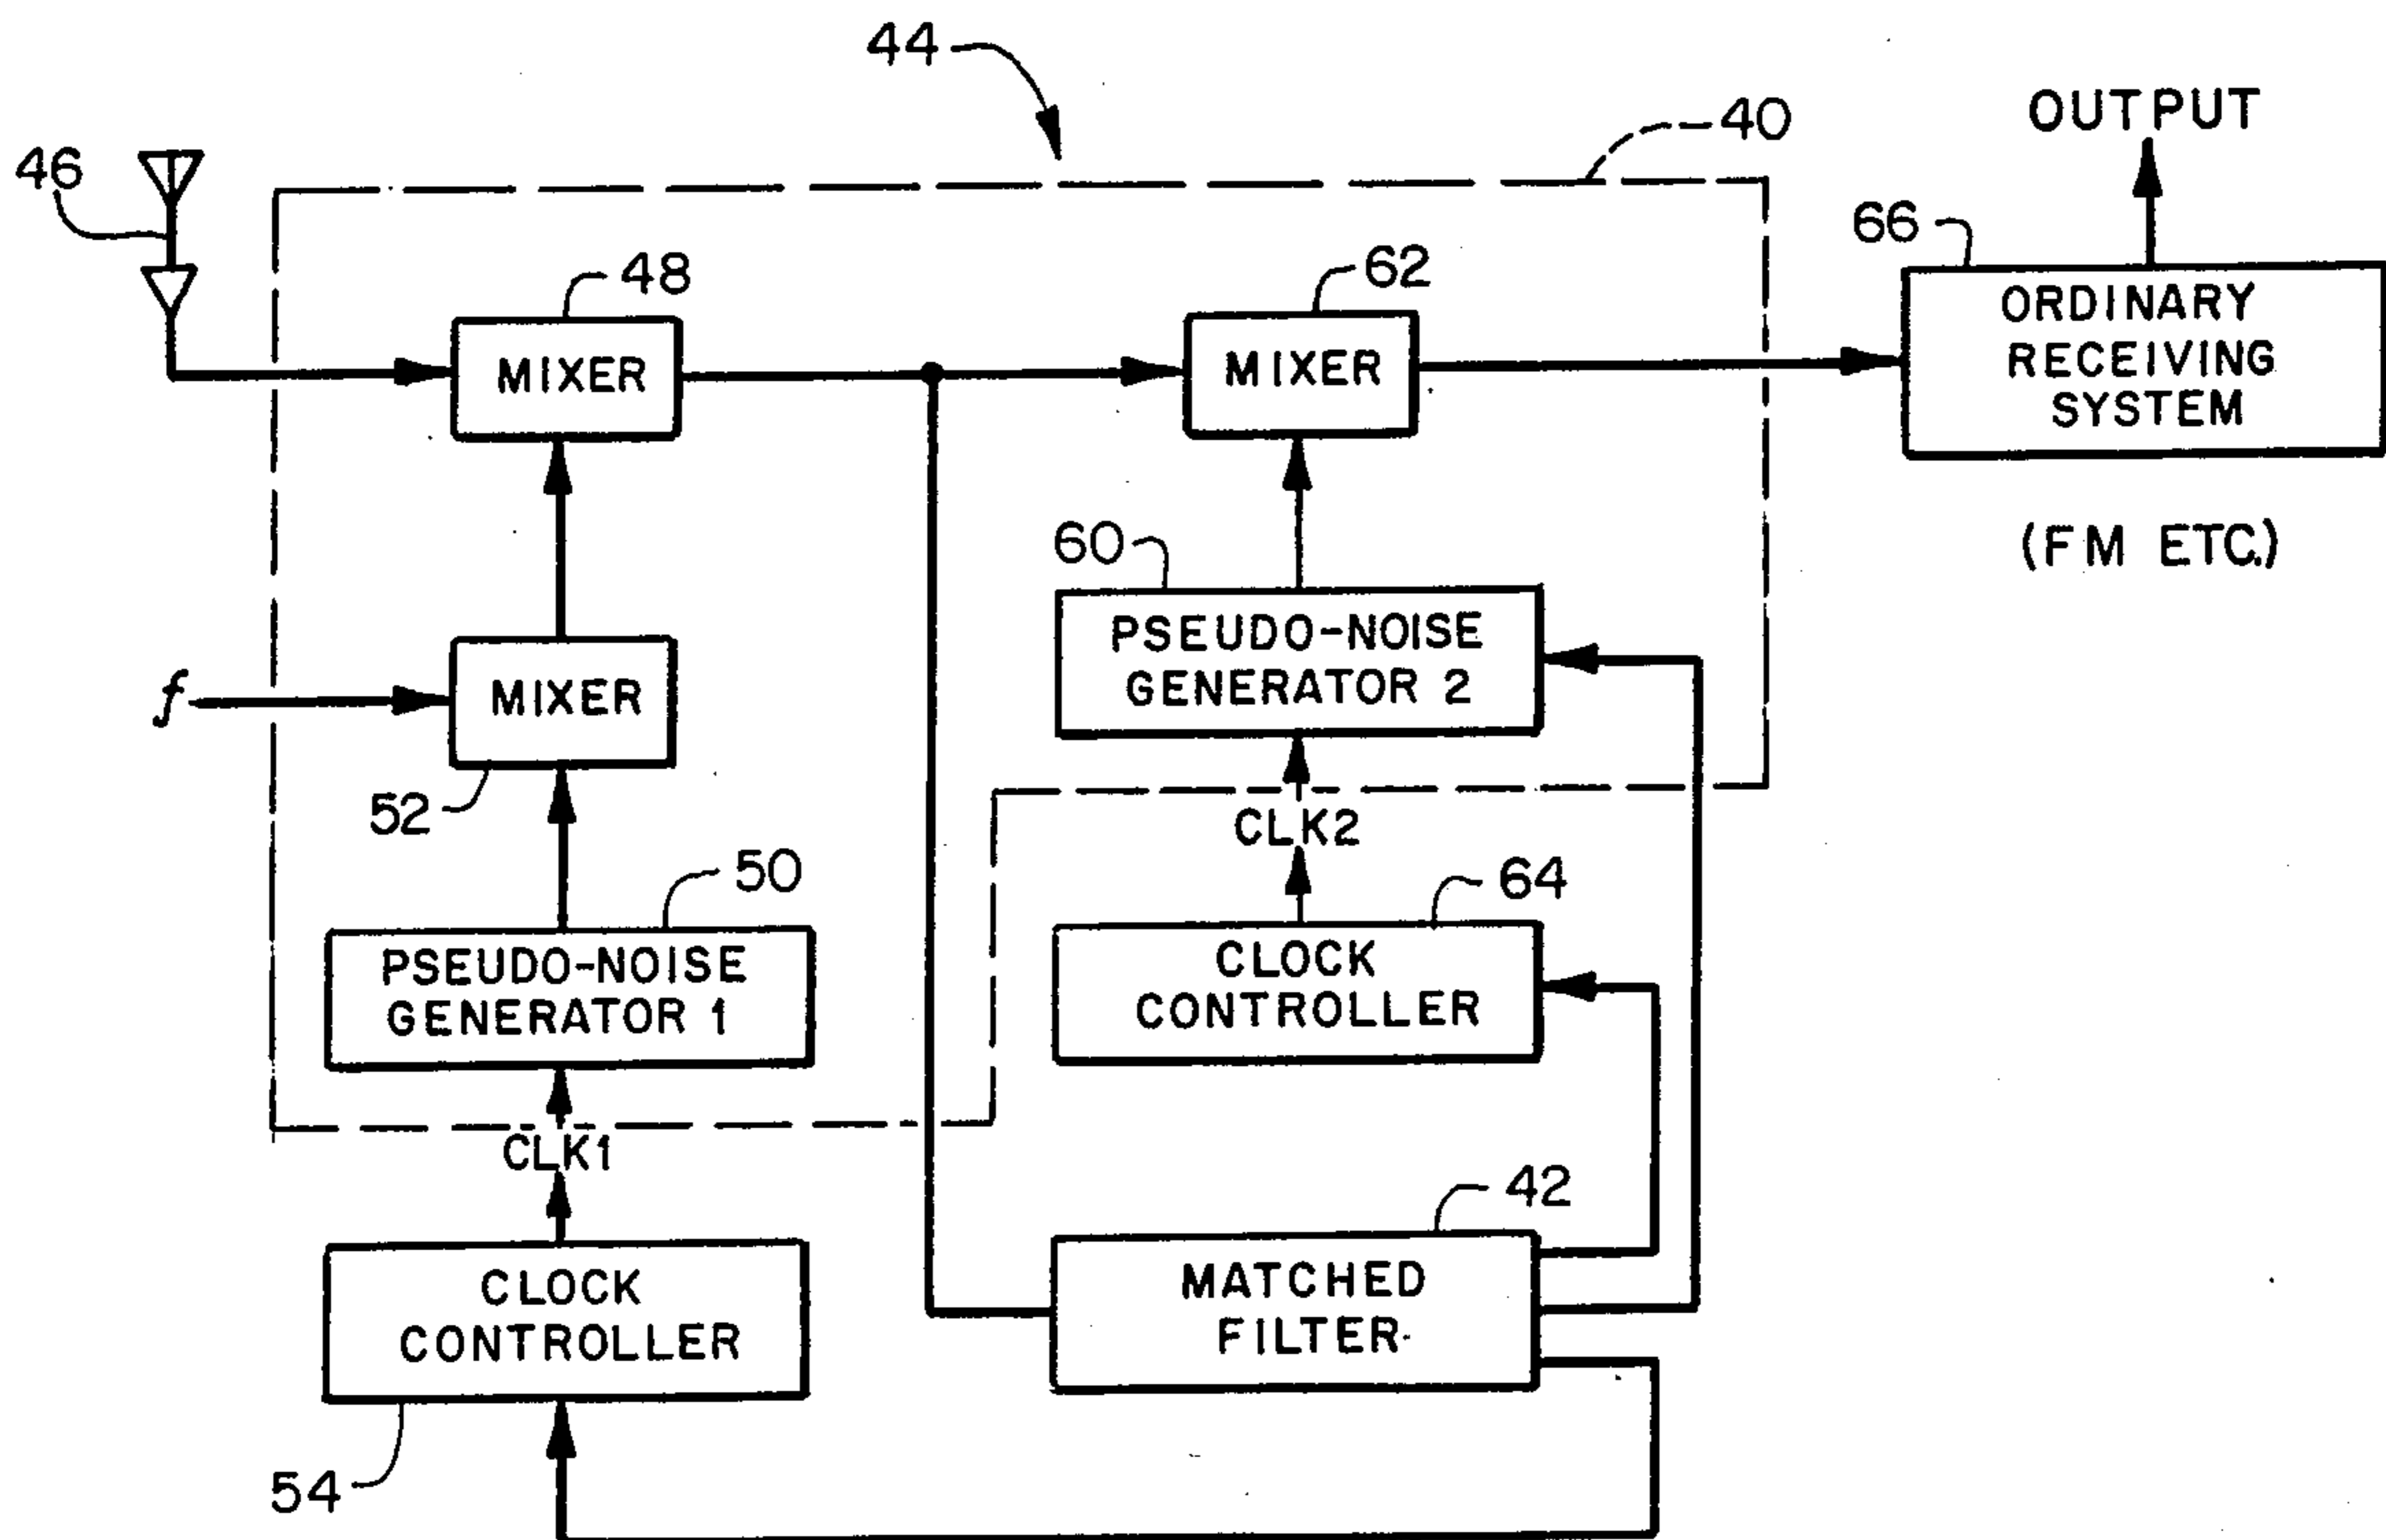 44
40
OUTPUT
46
66
48
62
ORDINARY
RECEIVING
SYSTEM
MIXER
MIXER
(FM ETC.)
60
PSEUDO-NOISE
GENERATOR 2
f
MIXER
52
CLK2
50
64
PSEUDO-NOISE
GENERATOR 1
CLOCK
CONTROLLER
CLK1
42
CLOCK
CONTROLLER
MATCHED
FILTER
54